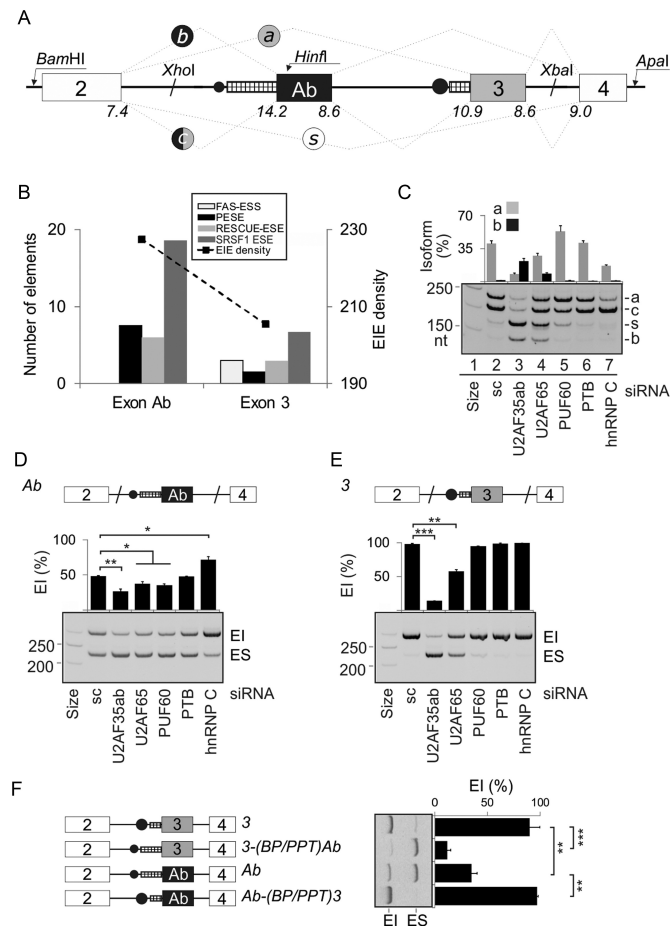 A
b
a
BamHI
XhoI
HinfI
XbaI
ApaI
2
Ab
3
4
7.4
14.2
8.6
10.9
8.6
9.0
c
s
B
FAS-ESS
PESE
RESCUE-ESE
SRSF1 ESE
EIE density
Number of elements
20
10
0
230
210
190
EIE density
Exon Ab
Exon 3
C
a
b
Isoform (%)
70
35
250
150
nt
a
c
s
b
1 2 3 4 5 6 7
Size
sc
U2AF35ab
U2AF65
PUF60
PTB
hnRNP C
siRNA
D
Ab
2
Ab
4
EI (%)
100
50
*
*
**
250
200
EI
ES
Size
sc
U2AF35ab
U2AF65
PUF60
PTB
hnRNP C
siRNA
E
3
2
3
4
EI (%)
100
50
**
***
250
200
EI
ES
Size
sc
U2AF35ab
U2AF65
PUF60
PTB
hnRNP C
siRNA
F
2 3 4 3
2 3 4 3-(BP/PPT)Ab
2 Ab 4 Ab
2 Ab 4 Ab-(BP/PPT)3
EI (%)
0 50 100
***
**
**
EI ES